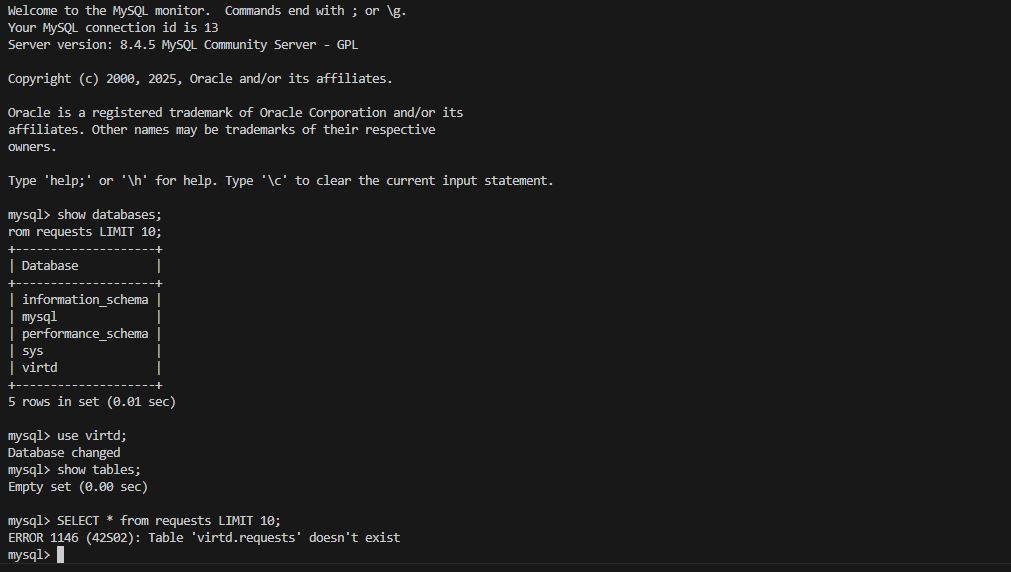 Welcome to the MySQL monitor.  Commands end with ; or \g.
Your MySQL connection id is 13
Server version: 8.4.5 MySQL Community Server - GPL

Copyright (c) 2000, 2025, Oracle and/or its affiliates.

Oracle is a registered trademark of Oracle Corporation and/or its
affiliates. Other names may be trademarks of their respective
owners.

Type 'help;' or '\h' for help. Type '\c' to clear the current input statement.

mysql> show databases;
rom requests LIMIT 10;
+--------------------+
| Database           |
+--------------------+
| information_schema |
| mysql              |
| performance_schema |
| sys                |
| virtd              |
+--------------------+
5 rows in set (0.01 sec)

mysql> use virtd;
Database changed
mysql> show tables;
Empty set (0.00 sec)

mysql> SELECT * from requests LIMIT 10;
ERROR 1146 (42S02): Table 'virtd.requests' doesn't exist
mysql>